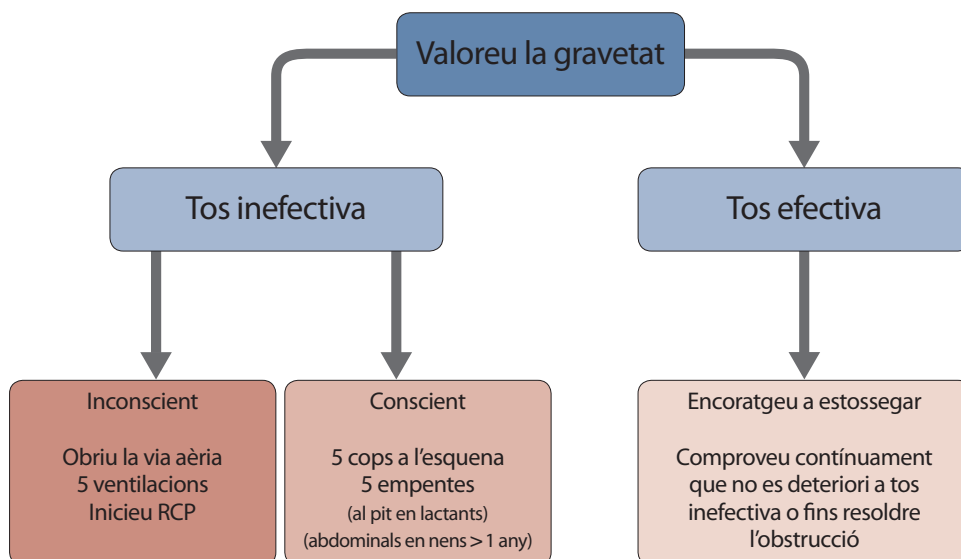 Valoreu la gravetat
Tos inefectiva
Tos efectiva
Inconscient
Obriu la via aèria
5 ventilacions
Inicieu RCP
Conscient
5 cops a l'esquena
5 empentes
(al pit en lactants)
(abdominals en nens > 1 any)
Encoratgeu a estossegar
Comproveu contínuament
que no es deteriori a tos
inefectiva o fins resoldre
l'obstrucció